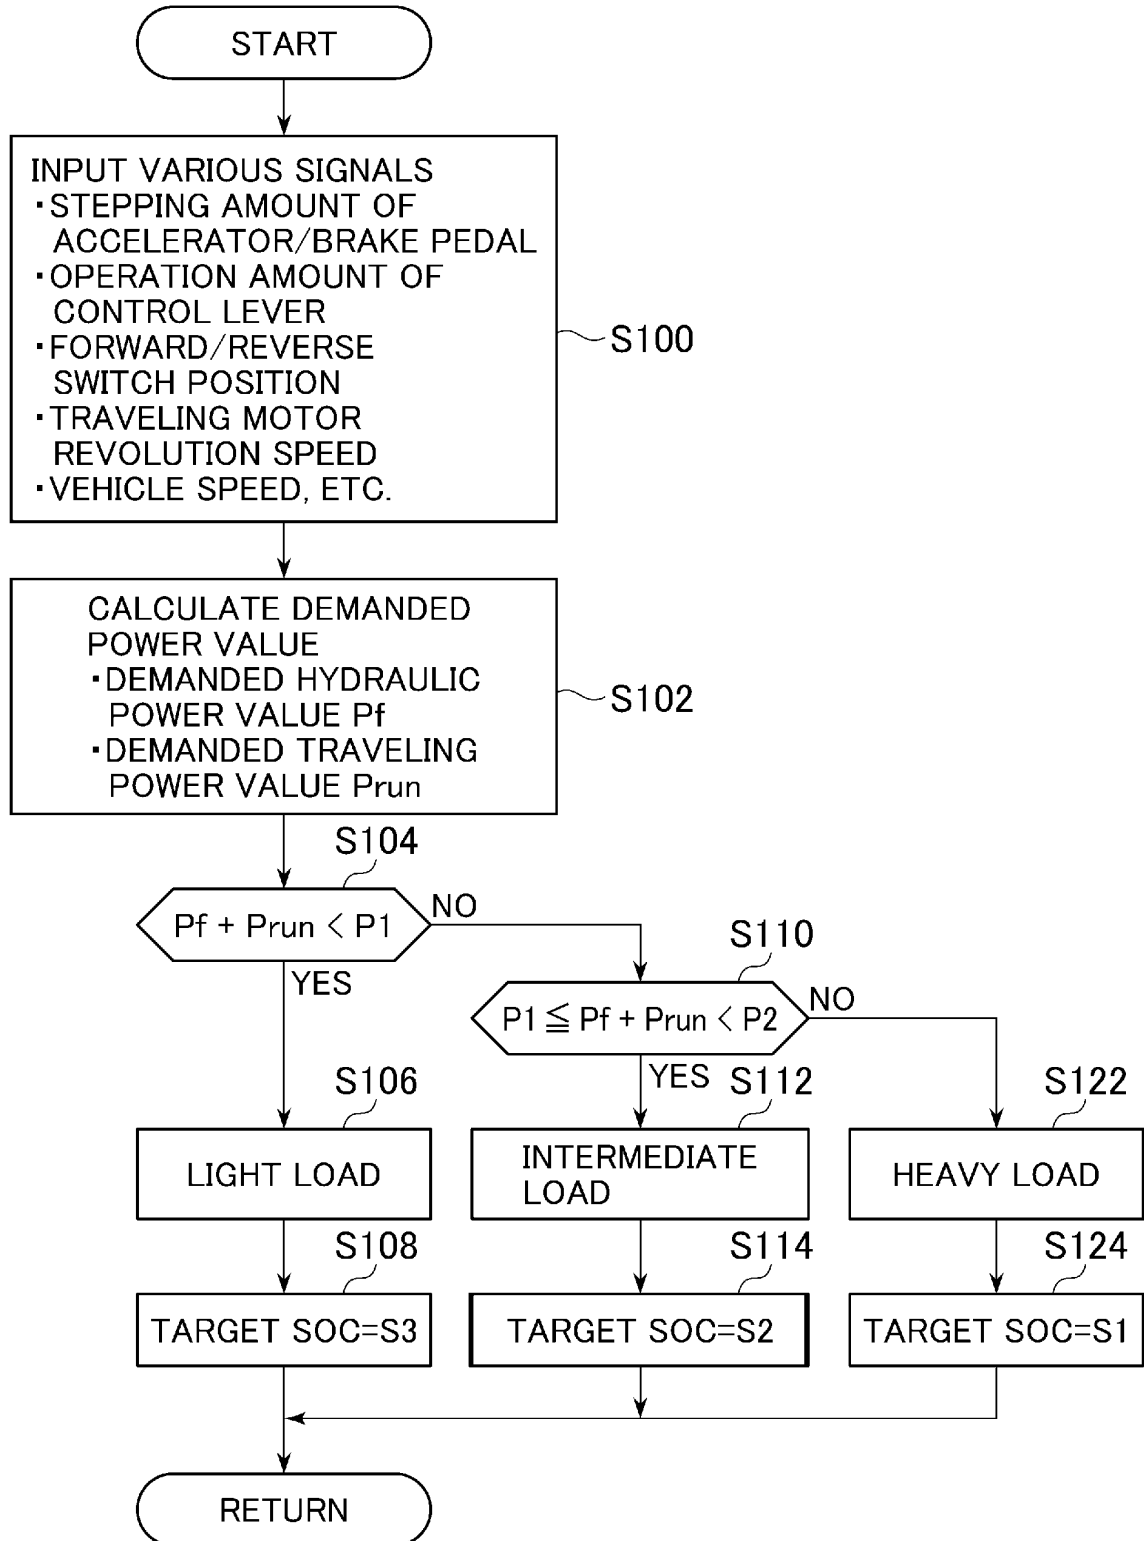 START
INPUT VARIOUS SIGNALS
・STEPPING AMOUNT OF
ACCELERATOR/BRAKE PEDAL
・OPERATION AMOUNT OF
CONTROL LEVER
・FORWARD/REVERSE
SWITCH POSITION
・TRAVELING MOTOR
REVOLUTION SPEED
・VEHICLE SPEED, ETC.
S100
CALCULATE DEMANDED
POWER VALUE
・DEMANDED HYDRAULIC
POWER VALUE Pf
・DEMANDED TRAVELING
POWER VALUE Prun
S102
S104
Pf + Prun < P1
NO
YES
S110
P1 ≦ Pf + Prun < P2
NO
YES
S106
LIGHT LOAD
S112
INTERMEDIATE
LOAD
S122
HEAVY LOAD
S108
TARGET SOC=S3
S114
TARGET SOC=S2
S124
TARGET SOC=S1
RETURN